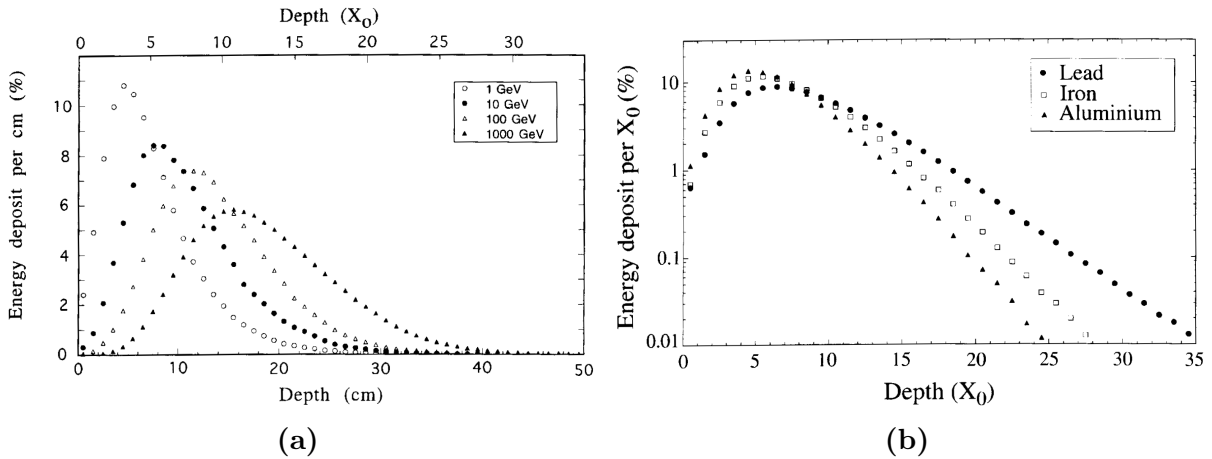 Depth (X₀)
0 5 10 15 20 25 30
Energy deposit per cm (%)
10
8
6
4
2
0
1 GeV
10 GeV
100 GeV
1000 GeV
0 10 20 30 40 50
Depth (cm)
(a)
Energy deposit per X₀ (%)
10
1
0.1
0.01
Lead
Iron
Aluminium
0 5 10 15 20 25 30 35
Depth (X₀)
(b)